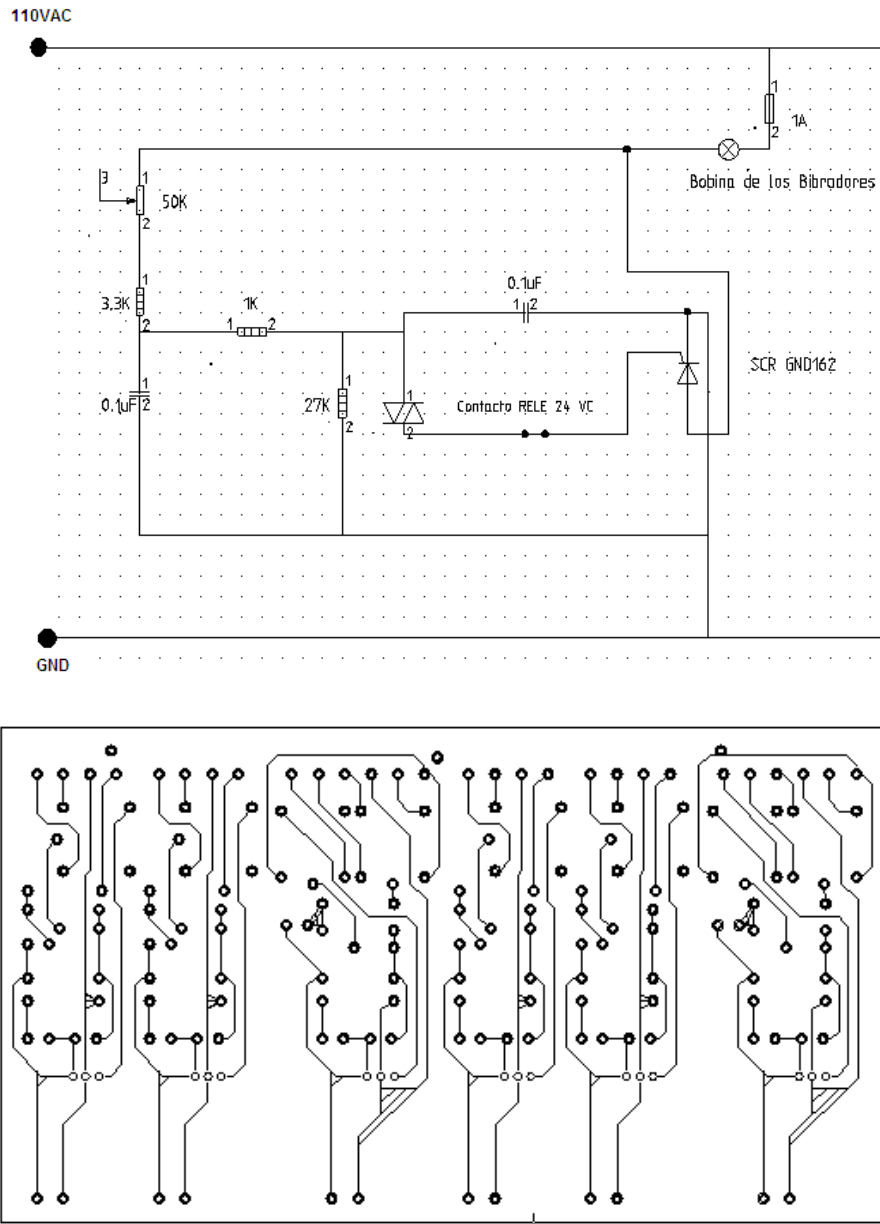 110VAC
1
1A
2
Bobina de los Bibradores
3
1
50K
2
1
3.3K
2
1K
1
2
0.1uF
1
2
SCR GND162
1
0.1uF
2
1
27K
2
1
2
Contacto RELE 24 VC
GND